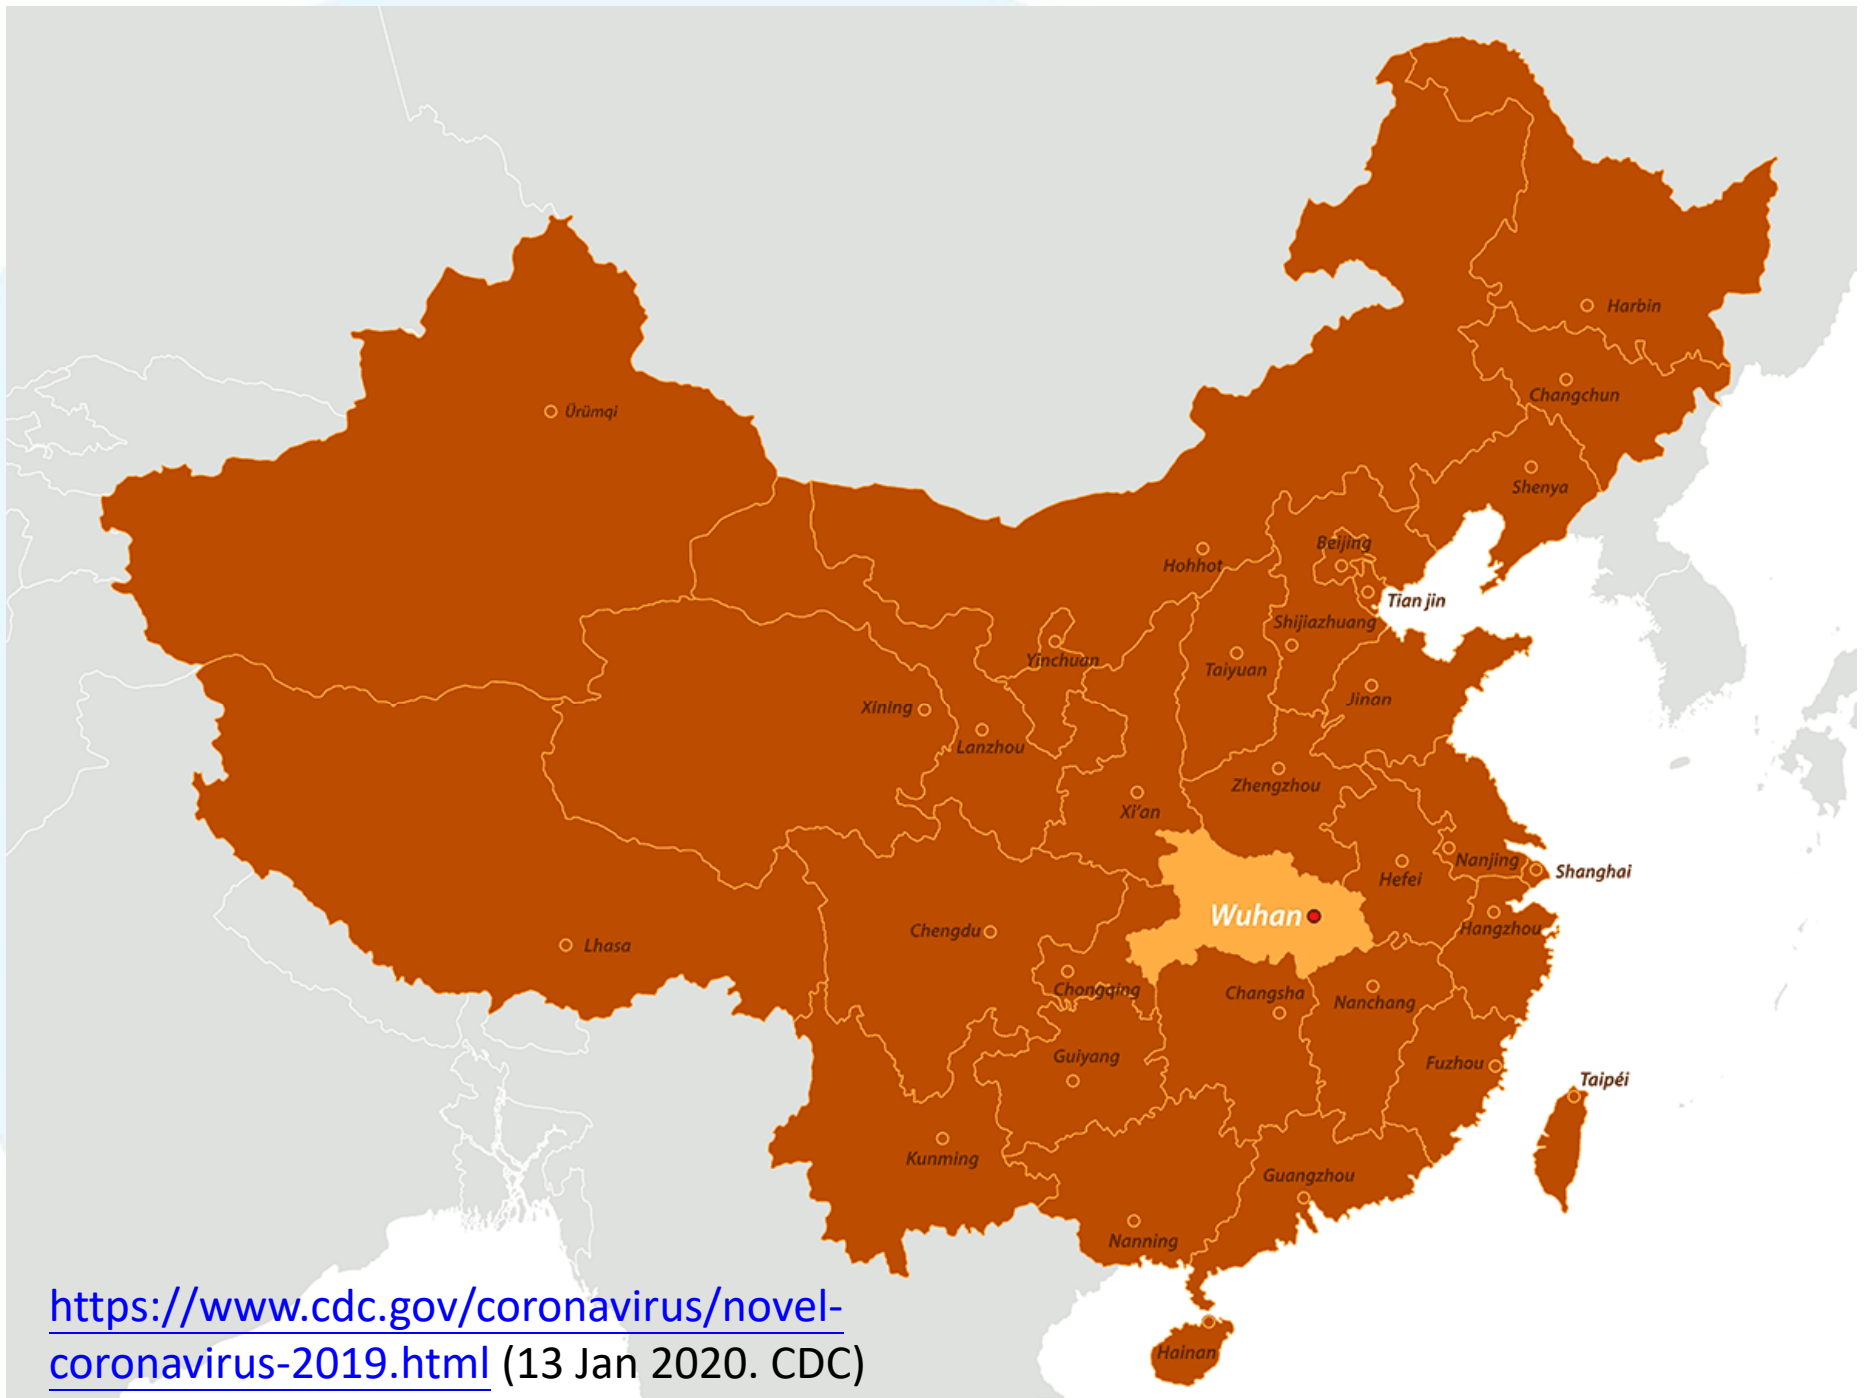 Harbin
Changchun
Ürümqi
Shenya
Beijing
Hohhot
Tian jin
Shijiazhuang
Yinchuan
Taiyuan
Jinan
Xining
Lanzhou
Zhengzhou
Xi'an
Nanjing
Shanghai
Hefei
Wuhan
Hangzhou
Chengdu
Lhasa
Chongqing
Changsha
Nanchang
Guiyang
Fuzhou
Taipéi
Kunming
Guangzhou
Nanning
Hainan
https://www.cdc.gov/coronavirus/novel-
coronavirus-2019.html (13 Jan 2020. CDC)